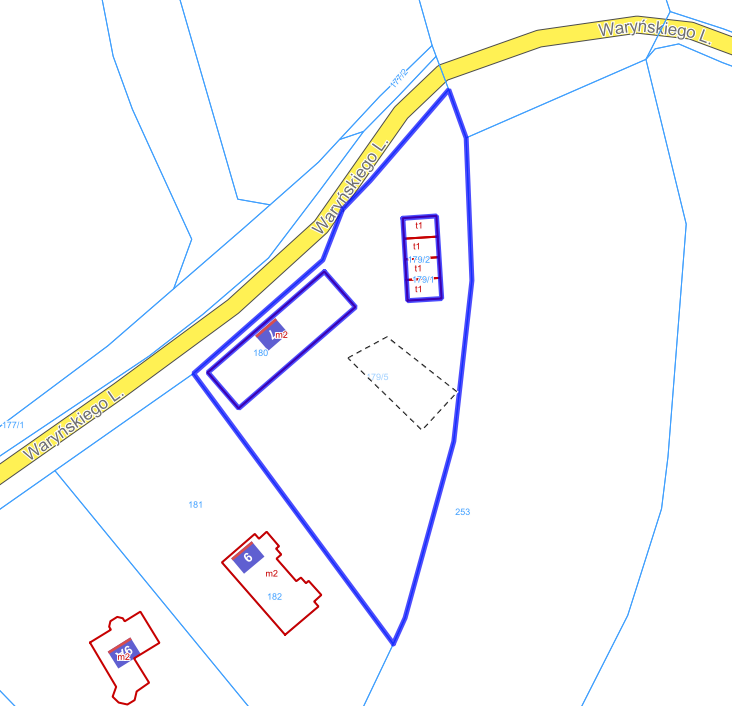 Waryńskiego L.
177/2
Waryńskiego L.
t1
t1
179/2
t1
179/1
t1
m2
180
179/5
177/1
Waryńskiego L.
181
253
6
m2
182
m2